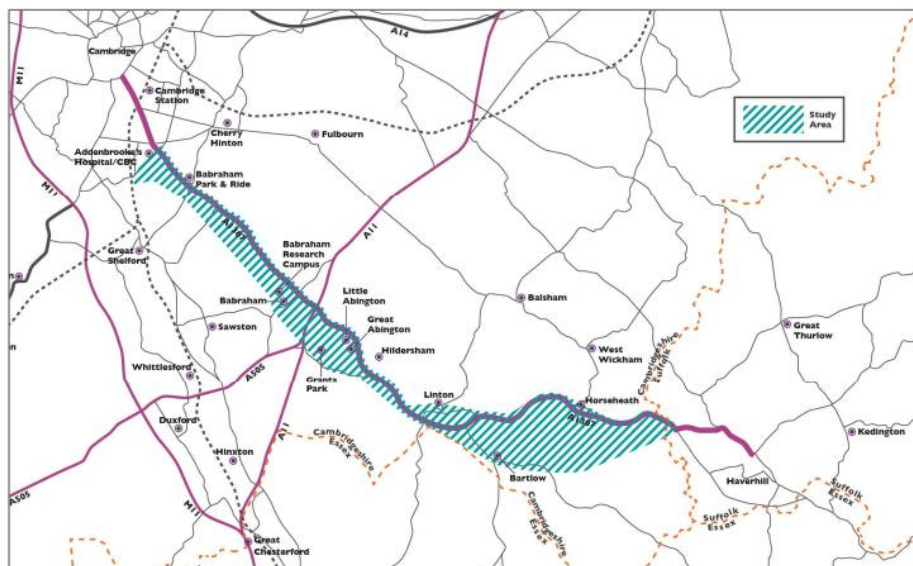 A14
M11
Cambridge
Cambridge
Station
Cherry
Hinton
Fulbourn
Study
Area
Addenbrooke's
Hospital/CBC
Babraham
Park & Ride
M11
A11
A1307
Great
Shelford
Babraham
Research
Campus
Babraham
Little
Abington
Great
Abington
Balsham
Sawston
Hildersham
West
Wickham
Great
Thurlow
Cambridgeshire
Suffolk
Whittlesford
A505
Granta
Park
Linton
Horseheath
A1307
Duxford
A11
Cambridgeshire
Essex
Kedington
Hinxton
A505
M11
Bartlow
Haverhill
Suffolk
Essex
Cambridgeshire
Essex
Suffolk
Essex
Great
Chesterford